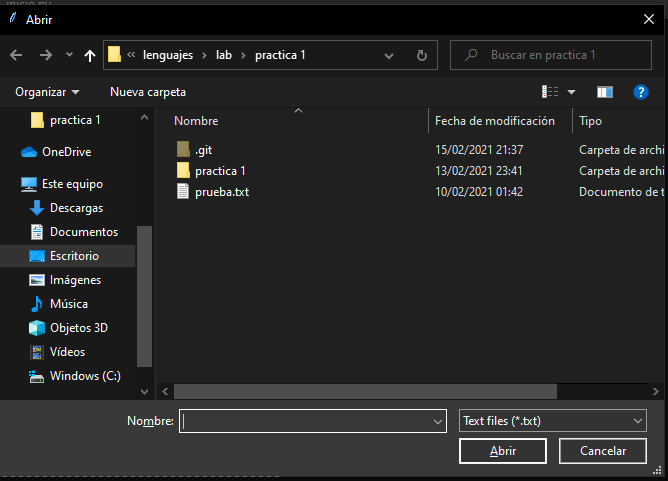 Abrir
lenguajes lab practica 1 Buscar en practica 1
Organizar Nueva carpeta
practica 1
OneDrive
Este equipo
Descargas
Documentos
Escritorio
Imágenes
Música
Objetos 3D
Vídeos
Windows (C:)
Nombre Fecha de modificación Tipo
.git 15/02/2021 21:37 Carpeta de archi
practica 1 13/02/2021 23:41 Carpeta de archi
prueba.txt 10/02/2021 01:42 Documento de t
Nombre: Text files (*.txt)
Abrir Cancelar